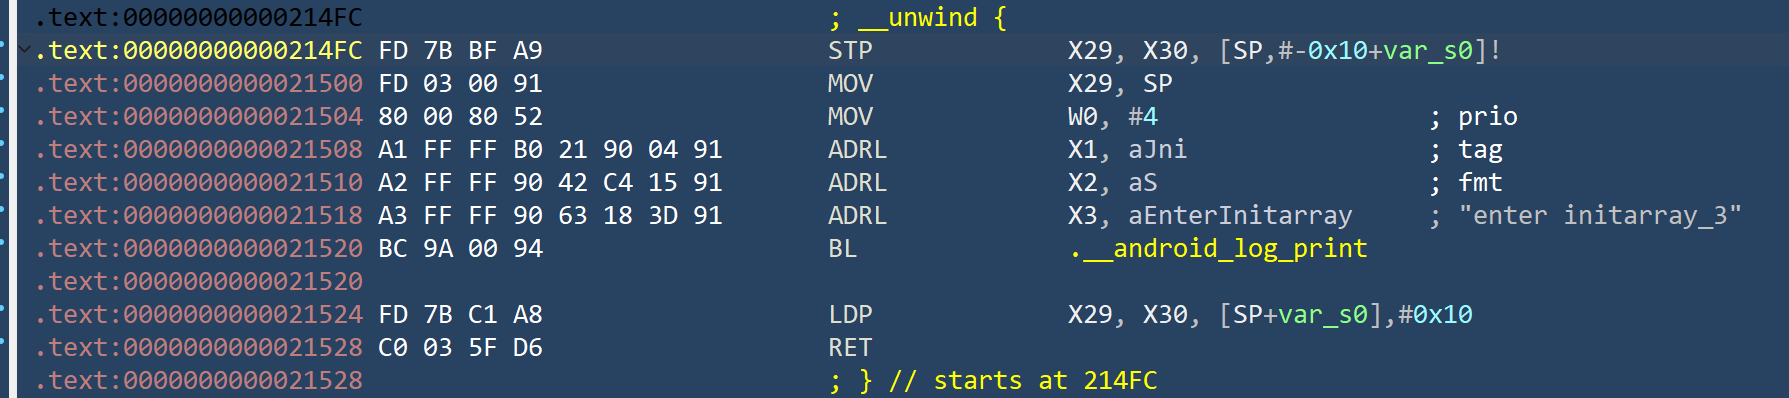 .text:00000000000214FC ; __unwind {
.text:00000000000214FC FD 7B BF A9 STP X29, X30, [SP,#-0x10+var_s0]!
.text:0000000000021500 FD 03 00 91 MOV X29, SP
.text:0000000000021504 80 00 80 52 MOV W0, #4 ; prio
.text:0000000000021508 A1 FF FF B0 21 90 04 91 ADRL X1, aJni ; tag
.text:0000000000021510 A2 FF FF 90 42 C4 15 91 ADRL X2, aS ; fmt
.text:0000000000021518 A3 FF FF 90 63 18 3D 91 ADRL X3, aEnterInitarray ; "enter initarray_3"
.text:0000000000021520 BC 9A 00 94 BL .__android_log_print
.text:0000000000021520
.text:0000000000021524 FD 7B C1 A8 LDP X29, X30, [SP+var_s0],#0x10
.text:0000000000021528 C0 03 5F D6 RET
.text:0000000000021528 ; } // starts at 214FC